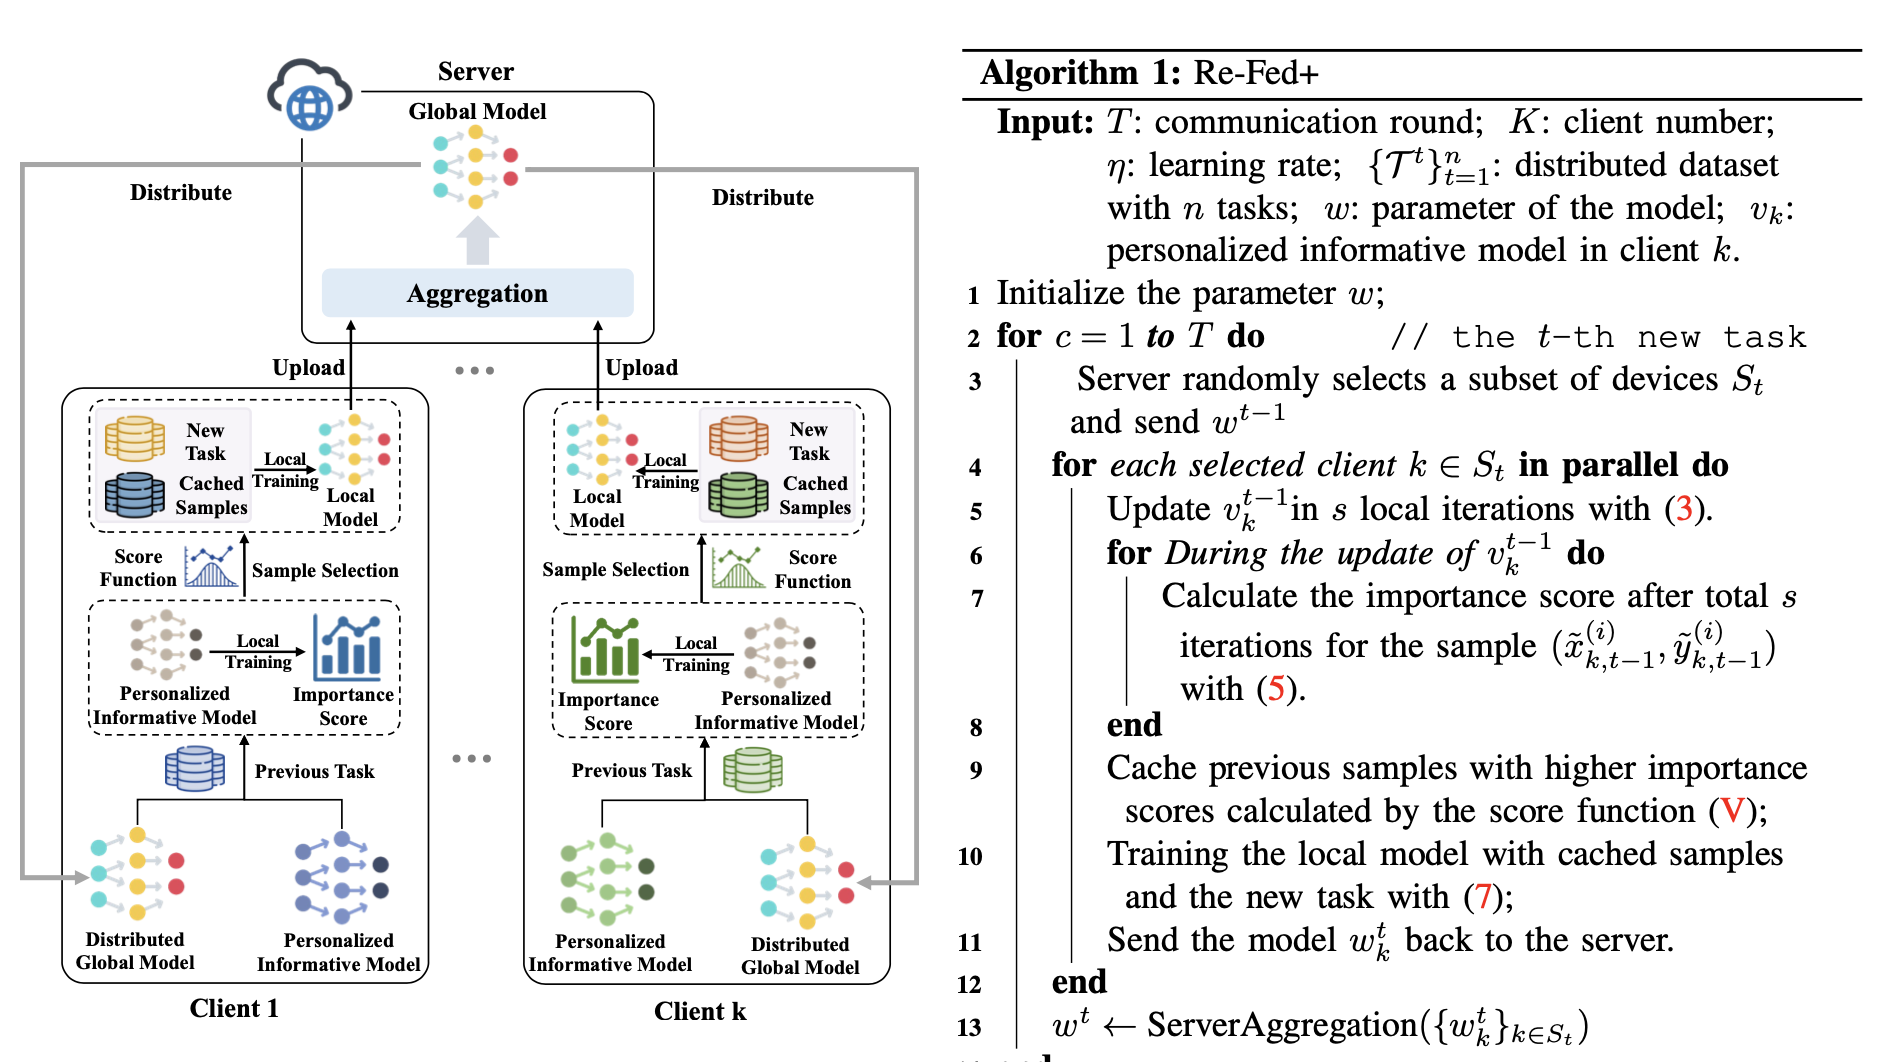 Server
Global Model
Distribute
Distribute
Aggregation
Upload
...
Upload
New
Task
Cached
Samples
Local
Training
Local
Model
Score
Function
Sample Selection
Local
Training
Personalized
Informative Model
Importance
Score
Previous Task
Distributed
Global Model
Personalized
Informative Model
Client 1
...
New
Task
Cached
Samples
Local
Training
Local
Model
Sample Selection
Score
Function
Local
Training
Importance
Score
Personalized
Informative Model
Previous Task
Personalized
Informative Model
Distributed
Global Model
Client k
Algorithm 1: Re-Fed+
Input: T: communication round; K: client number;
η: learning rate; {𝒯^t}_{t=1}^n: distributed dataset
with n tasks; w: parameter of the model; v_k:
personalized informative model in client k.
1 Initialize the parameter w;
2 for c = 1 to T do // the t-th new task
3 Server randomly selects a subset of devices S_t
and send w^{t−1}
4 for each selected client k ∈ S_t in parallel do
5 Update v_k^{t−1}in s local iterations with (3).
6 for During the update of v_k^{t−1} do
7 Calculate the importance score after total s
iterations for the sample (x̃_{k,t−1}^{(i)}, ỹ_{k,t−1}^{(i)})
with (5).
8 end
9 Cache previous samples with higher importance
scores calculated by the score function (V);
10 Training the local model with cached samples
and the new task with (7);
11 Send the model w_k^t back to the server.
12 end
13 w^t ← ServerAggregation({w_k^t}_{k∈S_t})